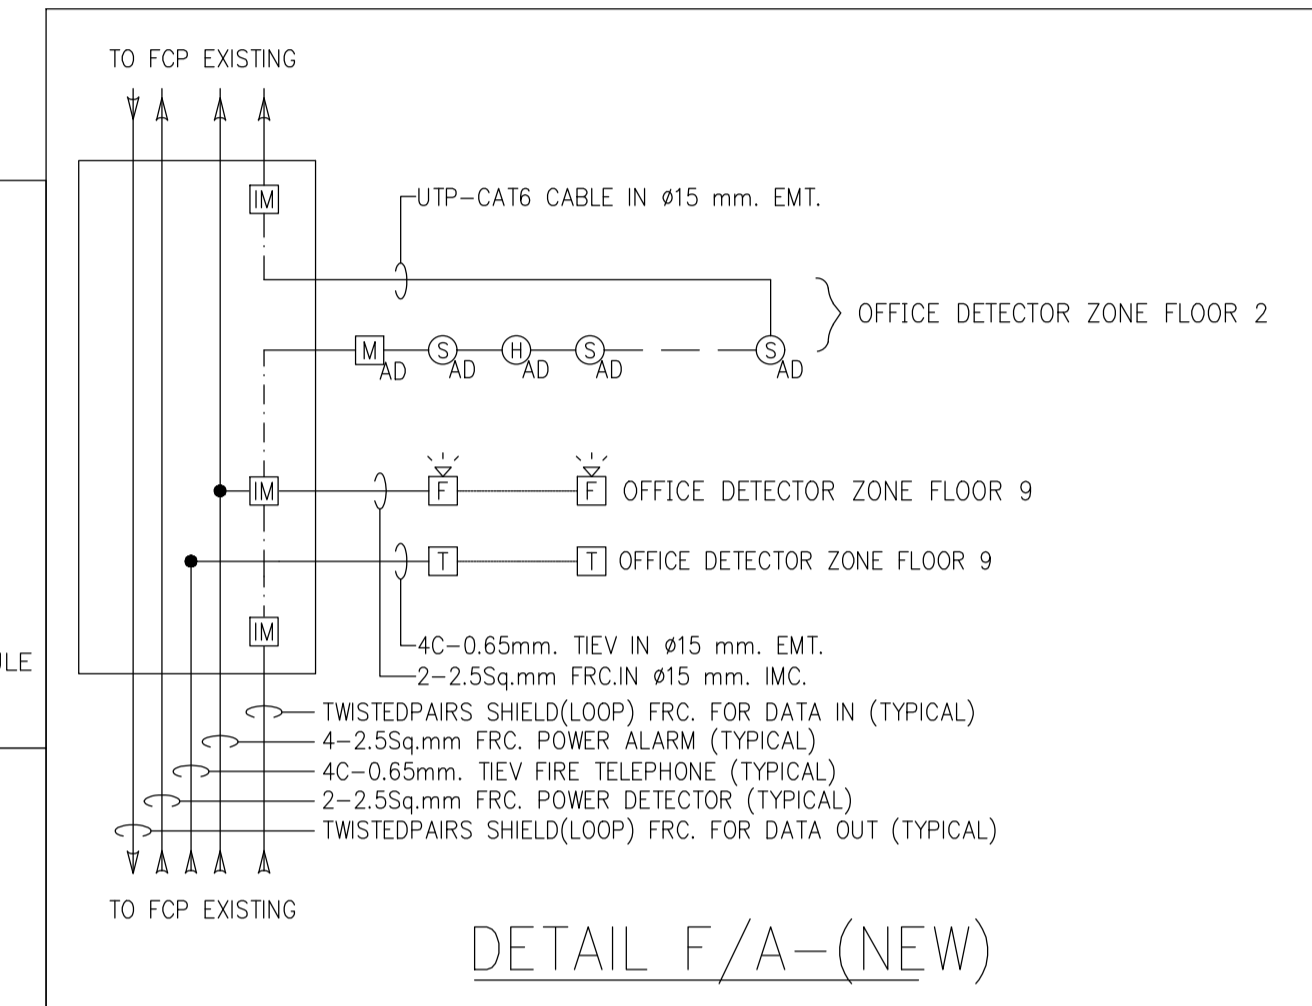 TO FCP EXISTING
IM
UTP-CAT6 CABLE IN ø15 mm. EMT.
OFFICE DETECTOR ZONE FLOOR 2
M S H S S
AD AD AD AD AD
IM F F OFFICE DETECTOR ZONE FLOOR 9
T T OFFICE DETECTOR ZONE FLOOR 9
IM
4C-0.65mm. TIEV IN ø15 mm. EMT.
ULE
2-2.5Sq.mm FRC.IN ø15 mm. IMC.
TWISTEDPAIRS SHIELD(LOOP) FRC. FOR DATA IN (TYPICAL)
4-2.5Sq.mm FRC. POWER ALARM (TYPICAL)
4C-0.65mm. TIEV FIRE TELEPHONE (TYPICAL)
2-2.5Sq.mm FRC. POWER DETECTOR (TYPICAL)
TWISTEDPAIRS SHIELD(LOOP) FRC. FOR DATA OUT (TYPICAL)
TO FCP EXISTING
DETAIL F/A-(NEW)